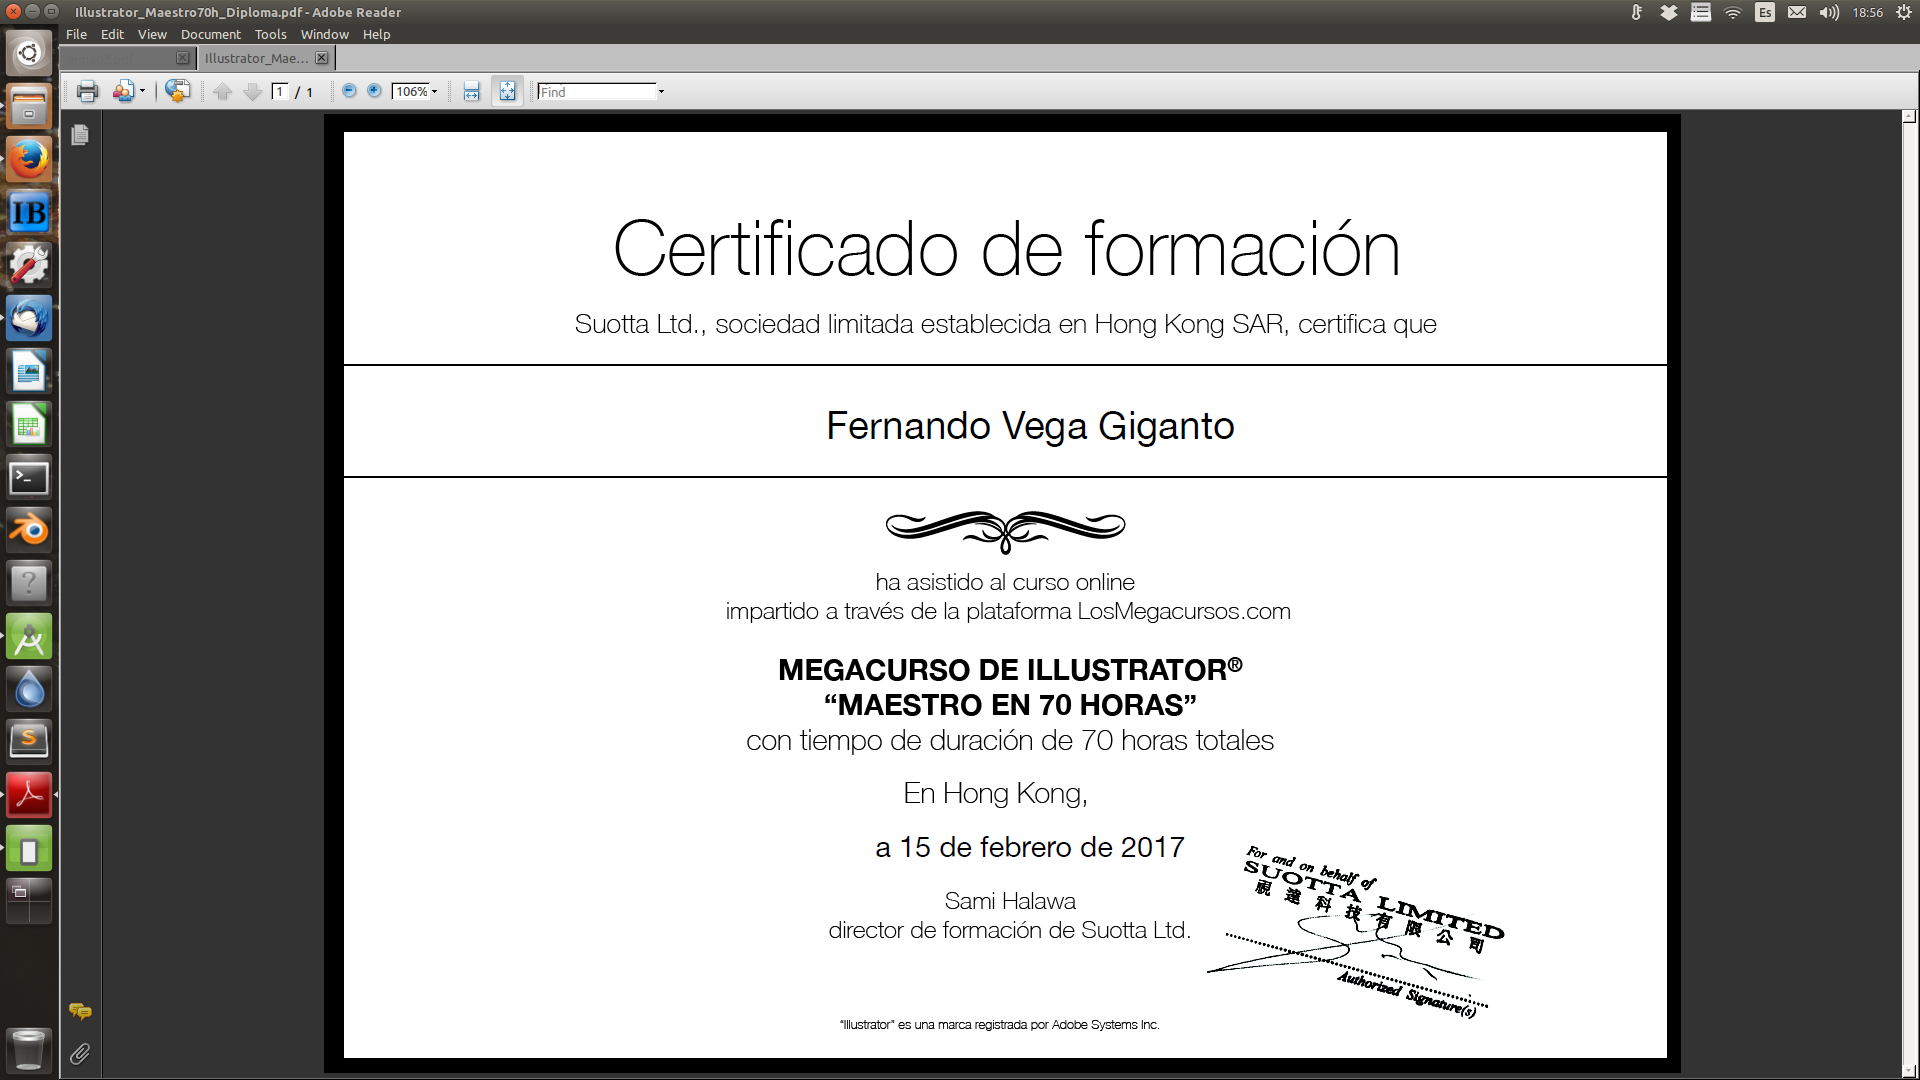 Illustrator_Maestro70h_Diploma.pdf - Adobe Reader
Es
18:56
File Edit View Document Tools Window Help
Illustrator_Mae...
1 / 1
106%
Find
IB
Certificado de formación
Suotta Ltd., sociedad limitada establecida en Hong Kong SAR, certifica que
Fernando Vega Giganto
ha asistido al curso online
impartido a través de la plataforma LosMegacursos.com
MEGACURSO DE ILLUSTRATOR®
“MAESTRO EN 70 HORAS”
con tiempo de duración de 70 horas totales
En Hong Kong,
a 15 de febrero de 2017
Sami Halawa
director de formación de Suotta Ltd.
For and on behalf of
SUOTTA LIMITED
視達科技有限公司
Authorized Signature(s)
“Illustrator” es una marca registrada por Adobe Systems Inc.